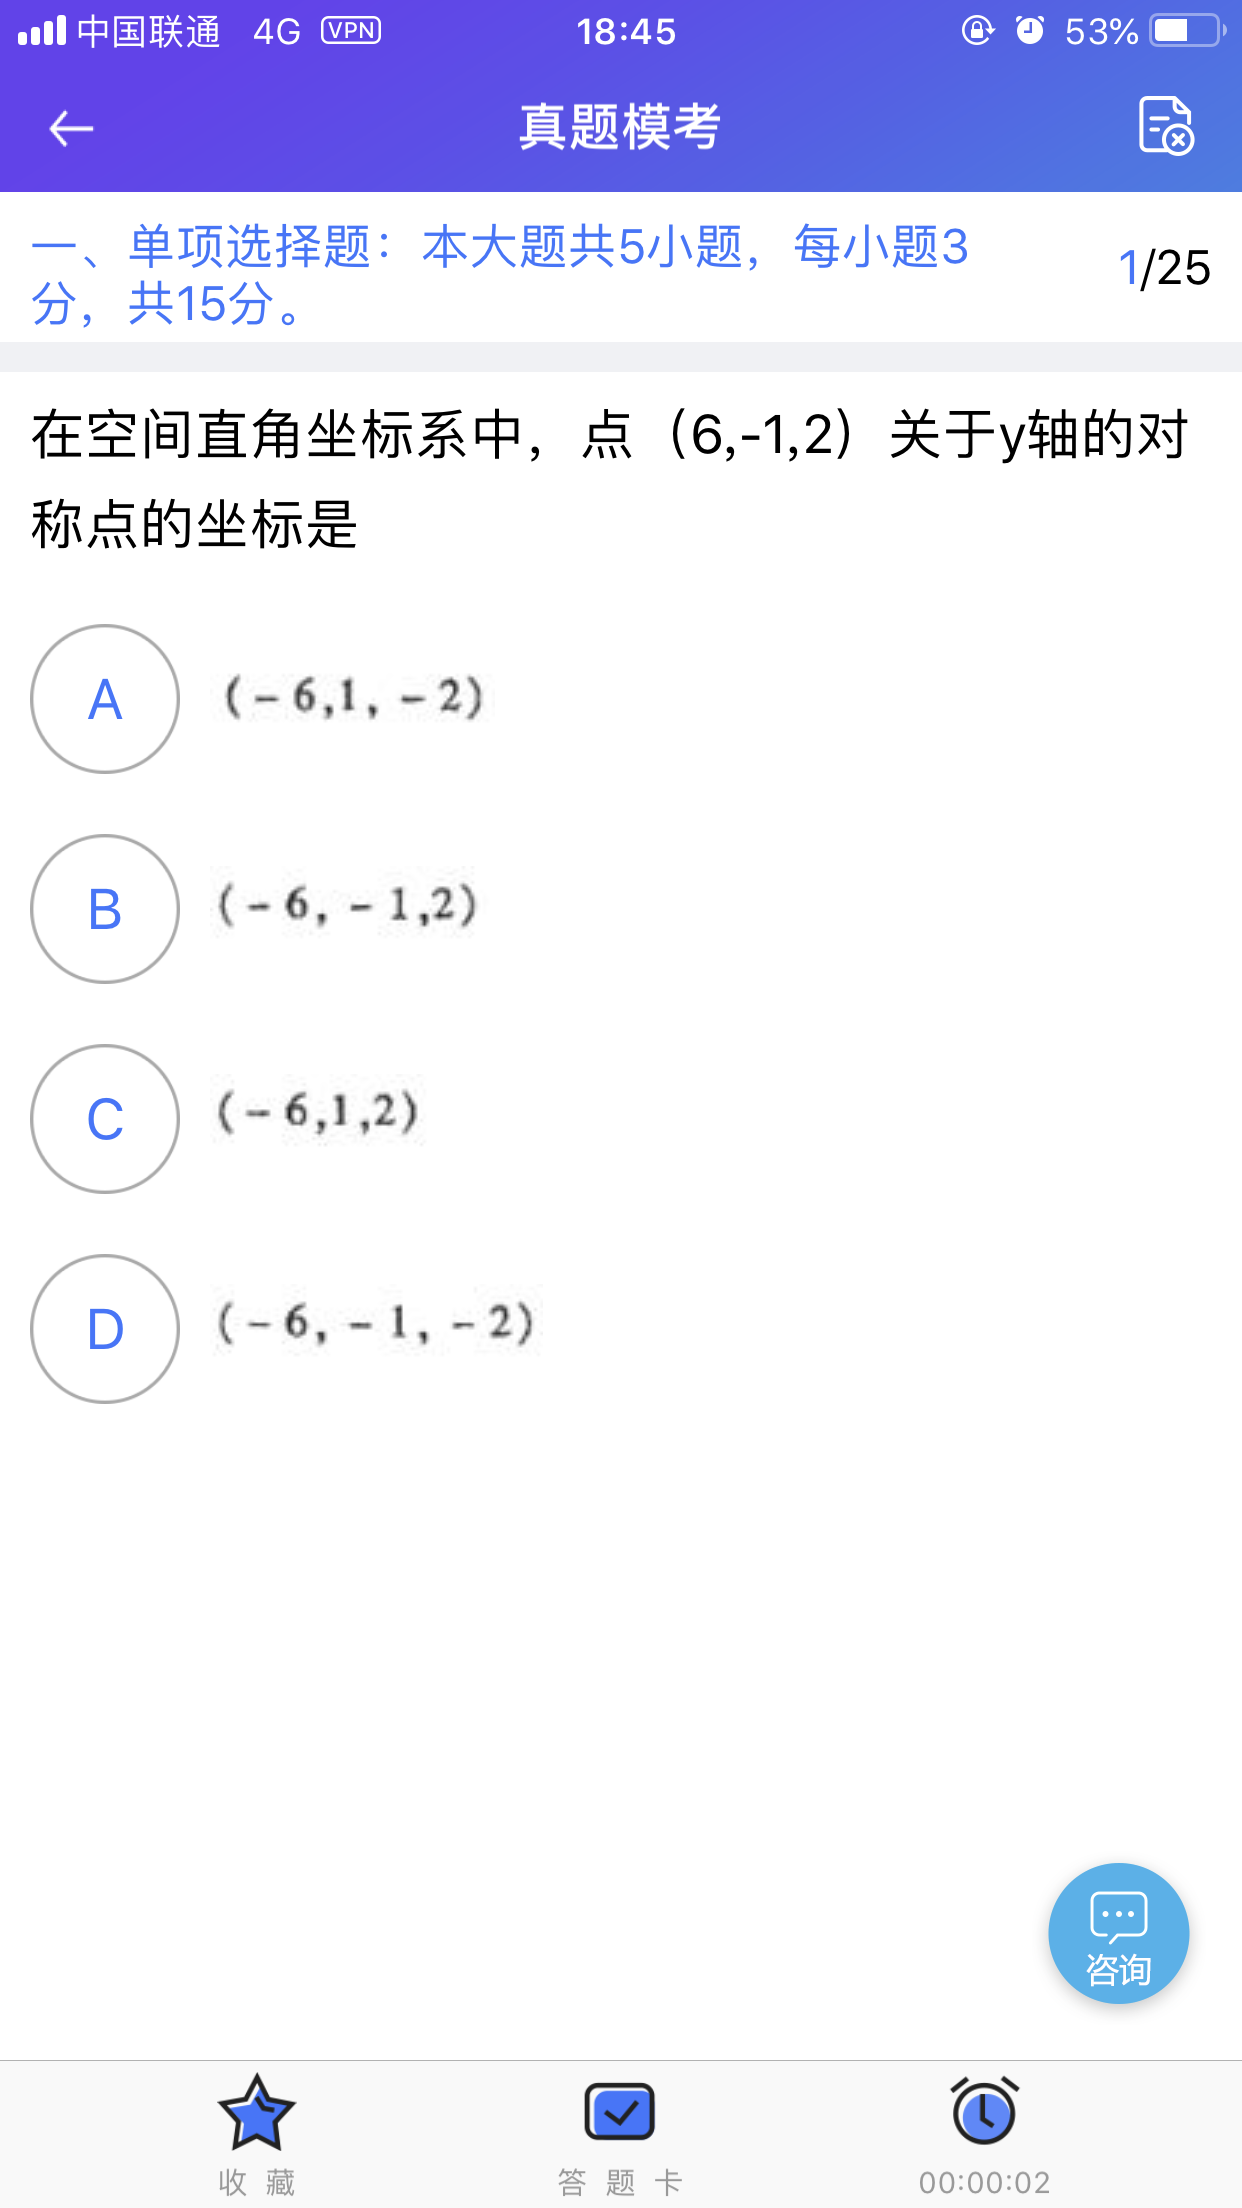 中国联通 4G VPN 18:45 53%
真题模考
一、单项选择题：本大题共5小题，每小题3
分，共15分。
1/25
在空间直角坐标系中，点（6,-1,2）关于y轴的对
称点的坐标是
A (－6,1,－2)
B (－6,－1,2)
C (－6,1,2)
D (－6,－1,－2)
咨询
收藏 答题卡 00:00:02